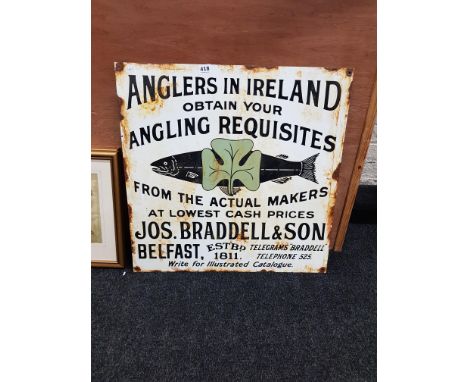 418
ANGLERS IN IRELAND
OBTAIN YOUR
ANGLING REQUISITES
FROM THE ACTUAL MAKERS
AT LOWEST CASH PRICES
JOS. BRADDELL & SON
BELFAST, ESTBD 1811. TELEGRAMS "BRADDELL"
TELEPHONE 525.
Write for Illustrated Catalogue.